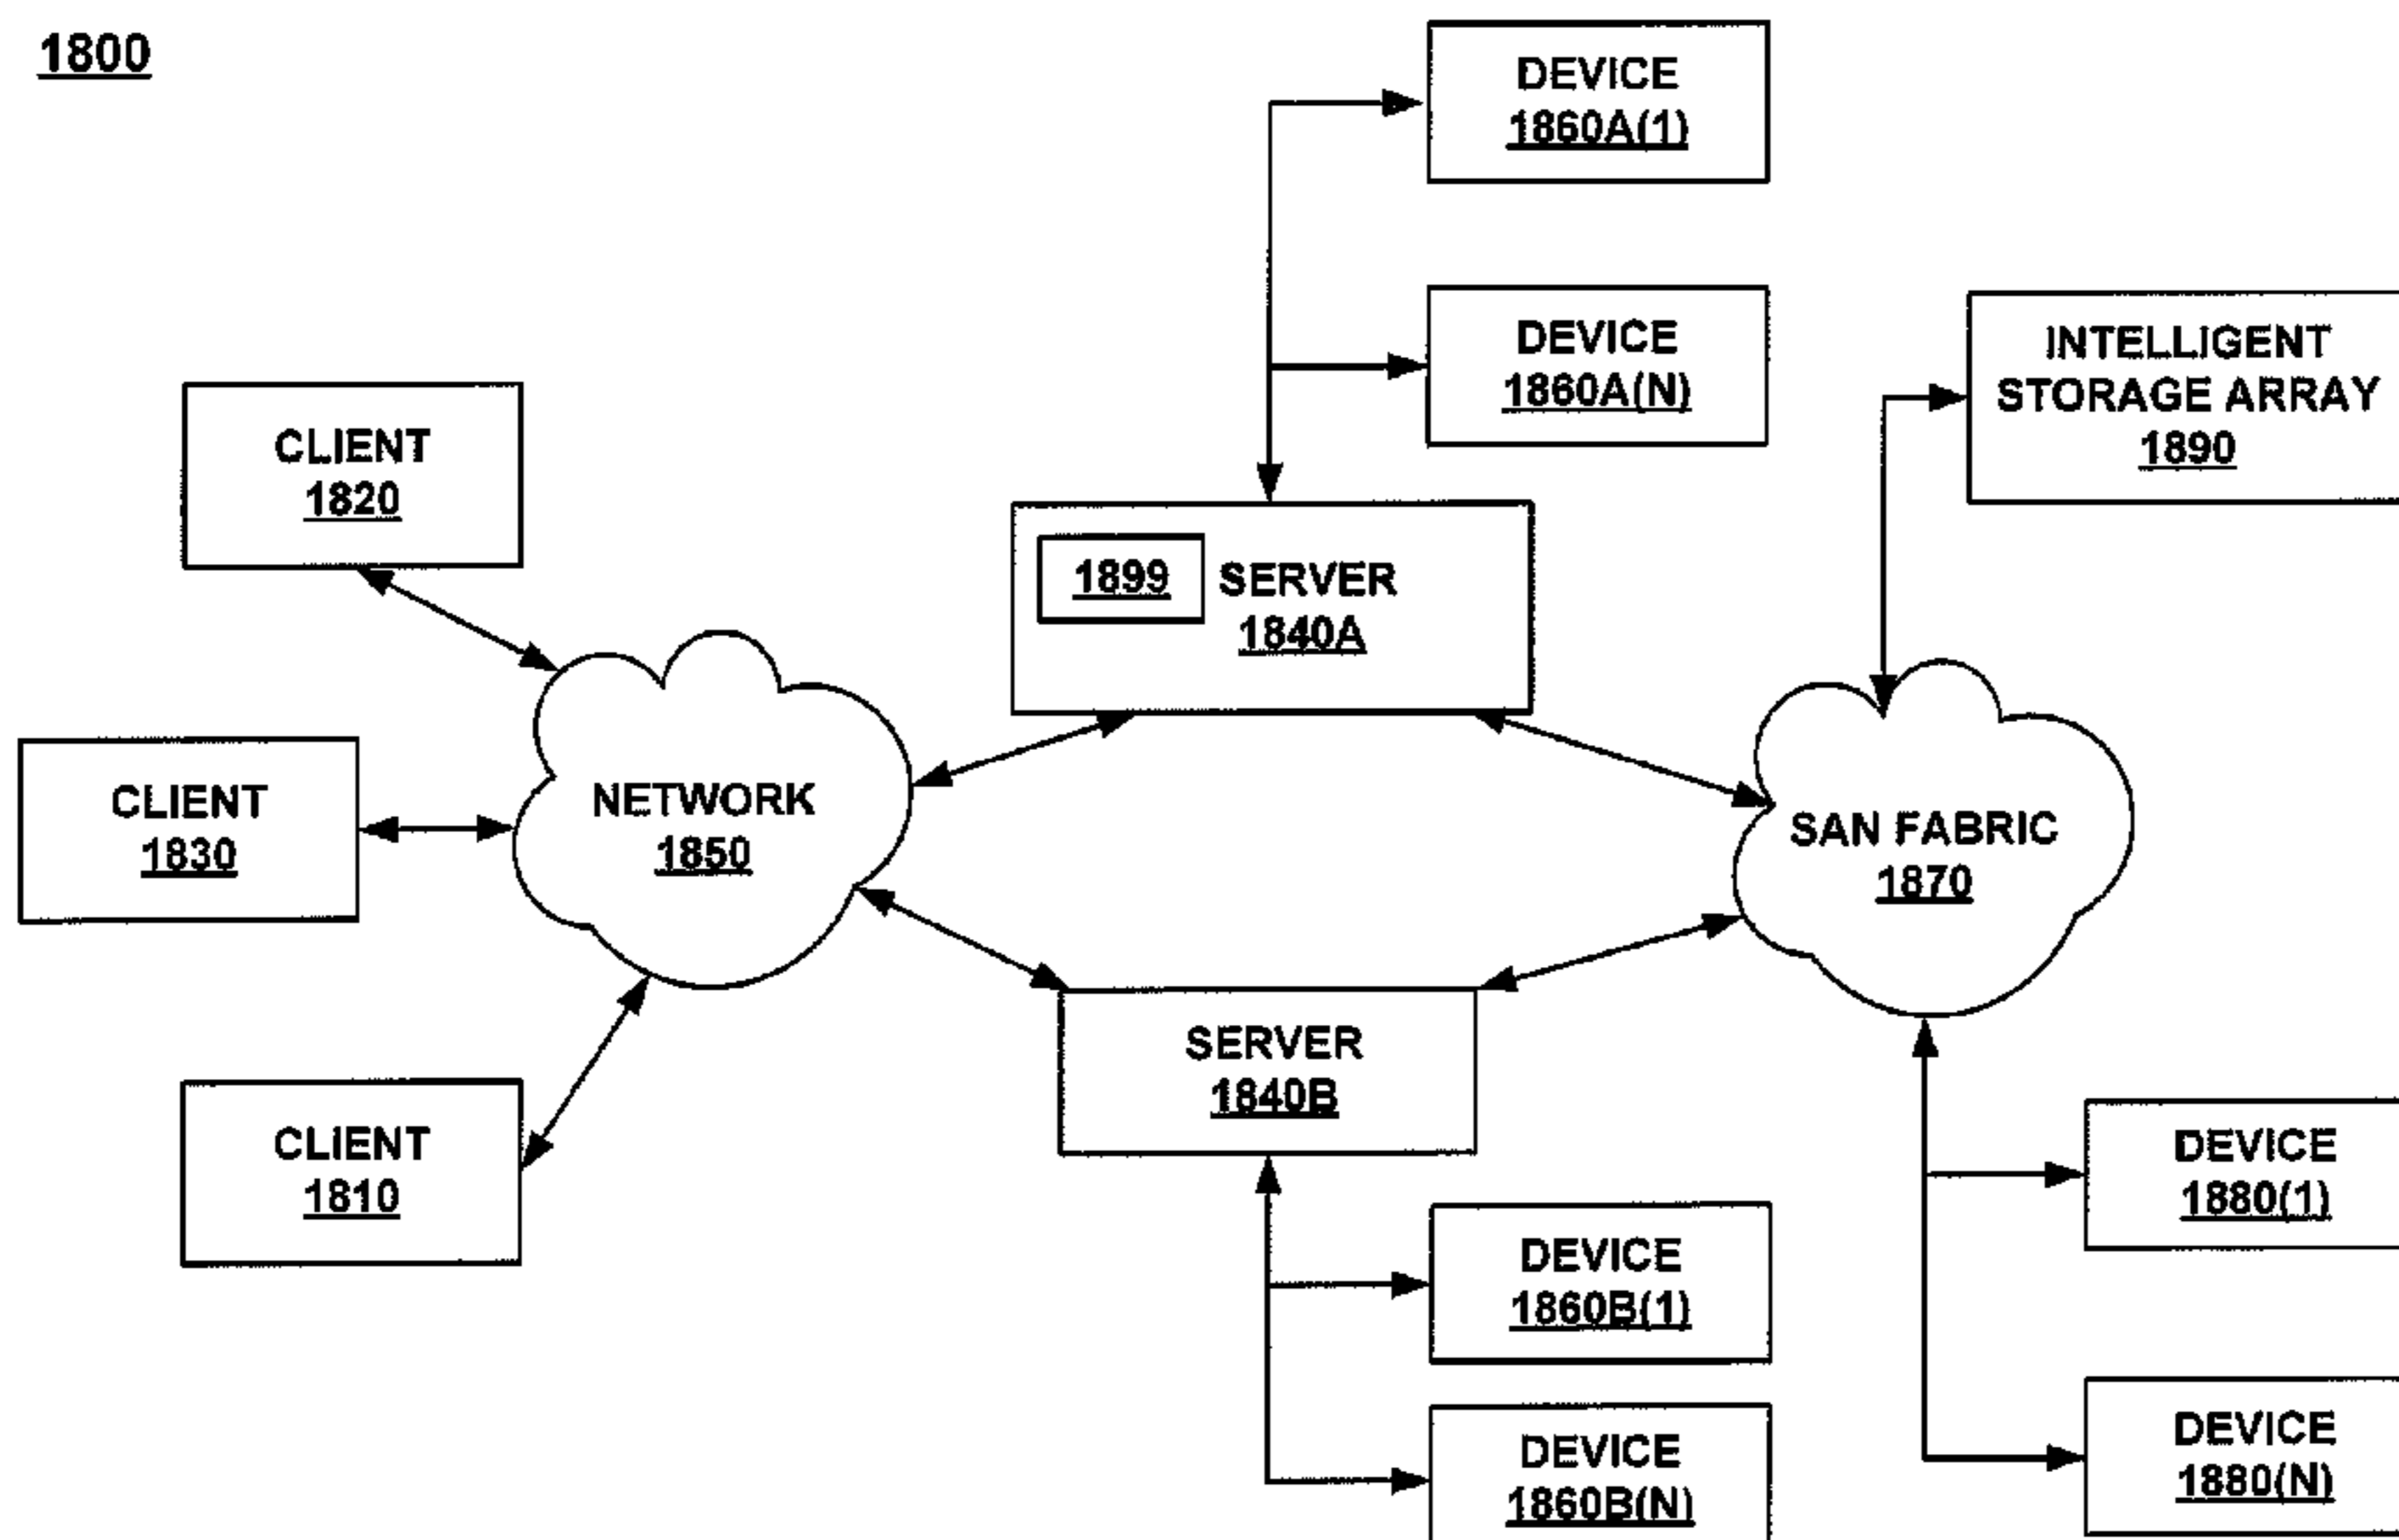 1800
DEVICE
1860A(1)
DEVICE
1860A(N)
INTELLIGENT
STORAGE ARRAY
1890
CLIENT
1820
1899
SERVER
1840A
CLIENT
1830
NETWORK
1850
SAN FABRIC
1870
SERVER
1840B
CLIENT
1810
DEVICE
1880(1)
DEVICE
1860B(1)
DEVICE
1860B(N)
DEVICE
1880(N)